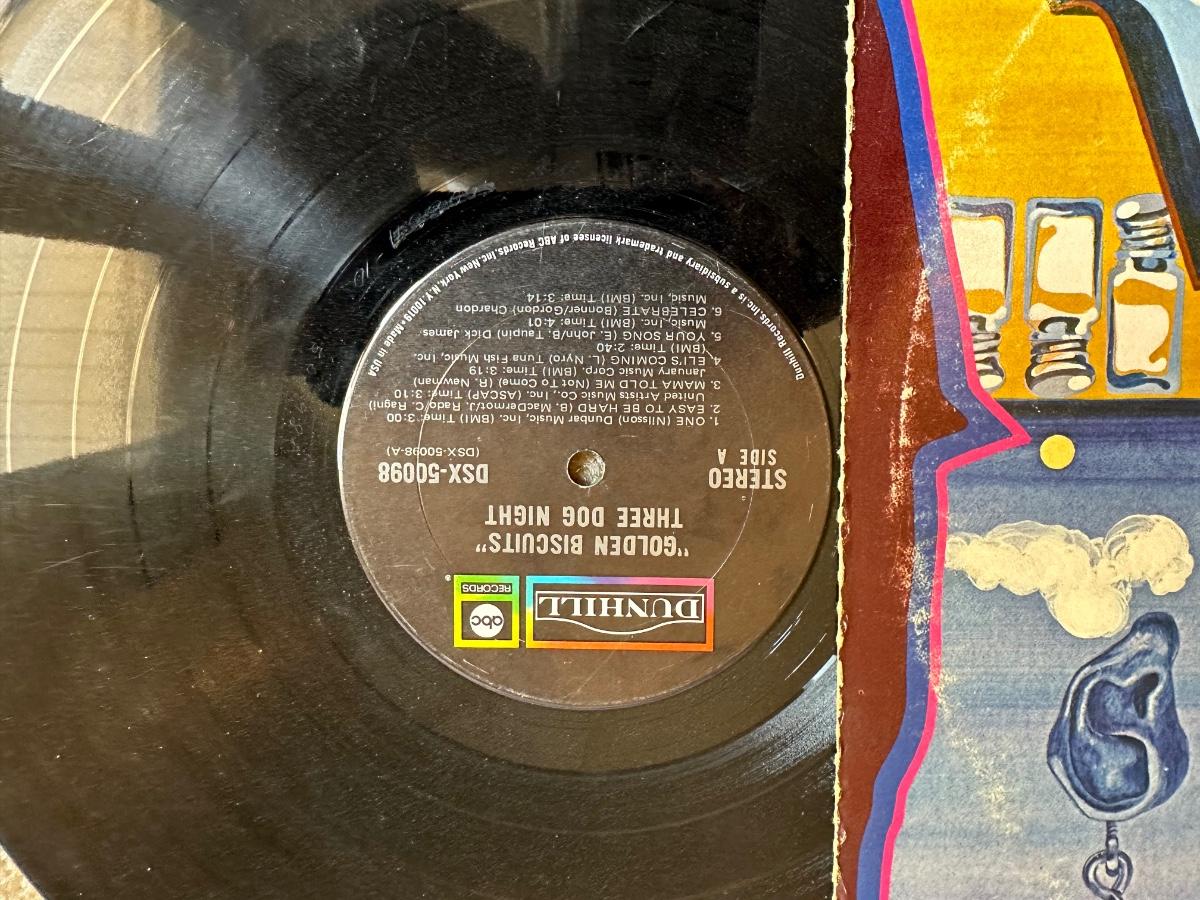 DUNHILL
abc
RECORDS
"GOLDEN BISCUITS"
THREE DOG NIGHT
STEREO
SIDE A
DSX-50098
(DSX-50098-A)
1. ONE (Nilsson) Dunbar Music, Inc. (BMI) Time: 3:00
2. EASY TO BE HARD (B. MacDermot/J. Rado, C. Ragni)
United Artists Music Co., Inc. (ASCAP) Time: 3:10
3. MAMA TOLD ME (Not To Come) (R. Newman)
January Music Corp. (BMI) Time: 3:19
4. ELI'S COMING (L. Nyro) Tuna Fish Music, Inc.
(BMI) Time: 2:40
5. YOUR SONG (E. John/B. Taupin) Dick James
Music, Inc. (BMI) Time: 4:01
6. CELEBRATE (Bonner/Gordon) Chardon
Music, Inc. (BMI) Time: 3:14
Dunhill Records, Inc. is a subsidiary and trademark licensee of ABC Records, Inc. New York, N.Y. 10019 • Made in USA